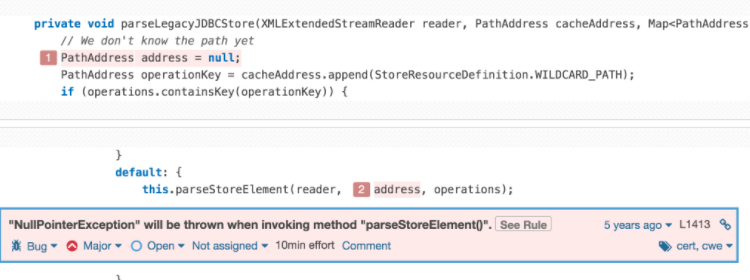 private void parseLegacyJDBCStore(XMLExtendedStreamReader reader, PathAddress cacheAddress, Map<PathAddress
// We don't know the path yet
1 PathAddress address = null;
PathAddress operationKey = cacheAddress.append(StoreResourceDefinition.WILDCARD_PATH);
if (operations.containsKey(operationKey)) {
}
default: {
this.parseStoreElement(reader, 2 address, operations);
"NullPointerException" will be thrown when invoking method "parseStoreElement()". See Rule 5 years ago L1413
Bug Major Open Not assigned 10min effort Comment cert, cwe
}